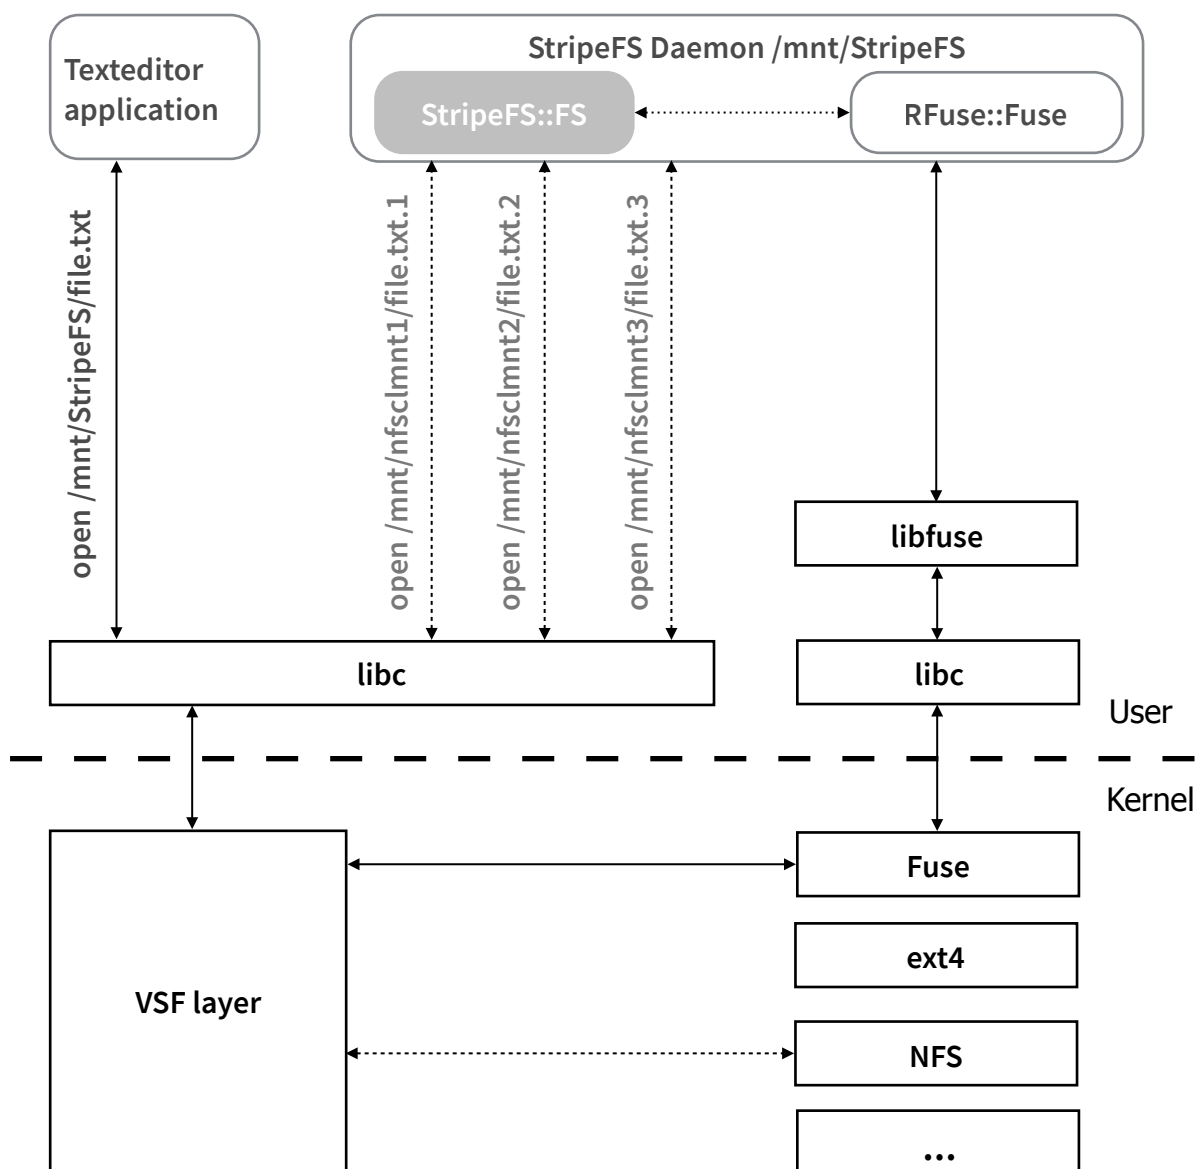 Texteditor
application
StripeFS Daemon /mnt/StripeFS
StripeFS::FS
RFuse::Fuse
open /mnt/StripeFS/file.txt
open /mnt/nfsclmnt1/file.txt.1
open /mnt/nfsclmnt2/file.txt.2
open /mnt/nfsclmnt3/file.txt.3
libfuse
libc
libc
User
Kernel
VSF layer
Fuse
ext4
NFS
...